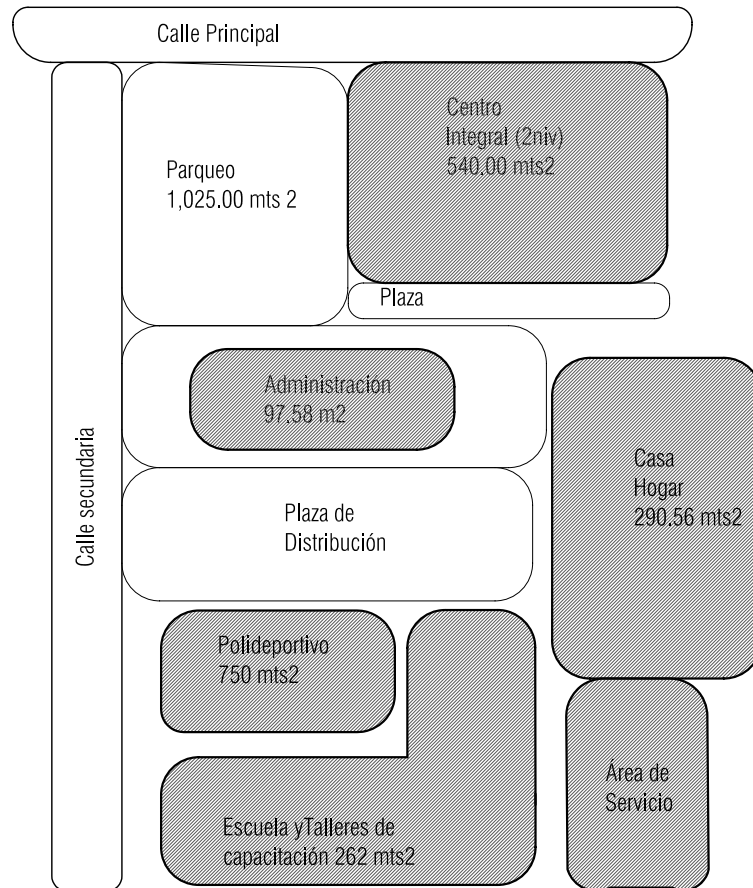 Calle Principal
Centro
Integral (2niv)
540.00 mts2
Parqueo
1,025.00 mts 2
Plaza
Administración
97.58 m2
Calle secundaria
Casa
Hogar
290.56 mts2
Plaza de
Distribución
Polideportivo
750 mts2
Área de
Servicio
Escuela yTalleres de
capacitación 262 mts2